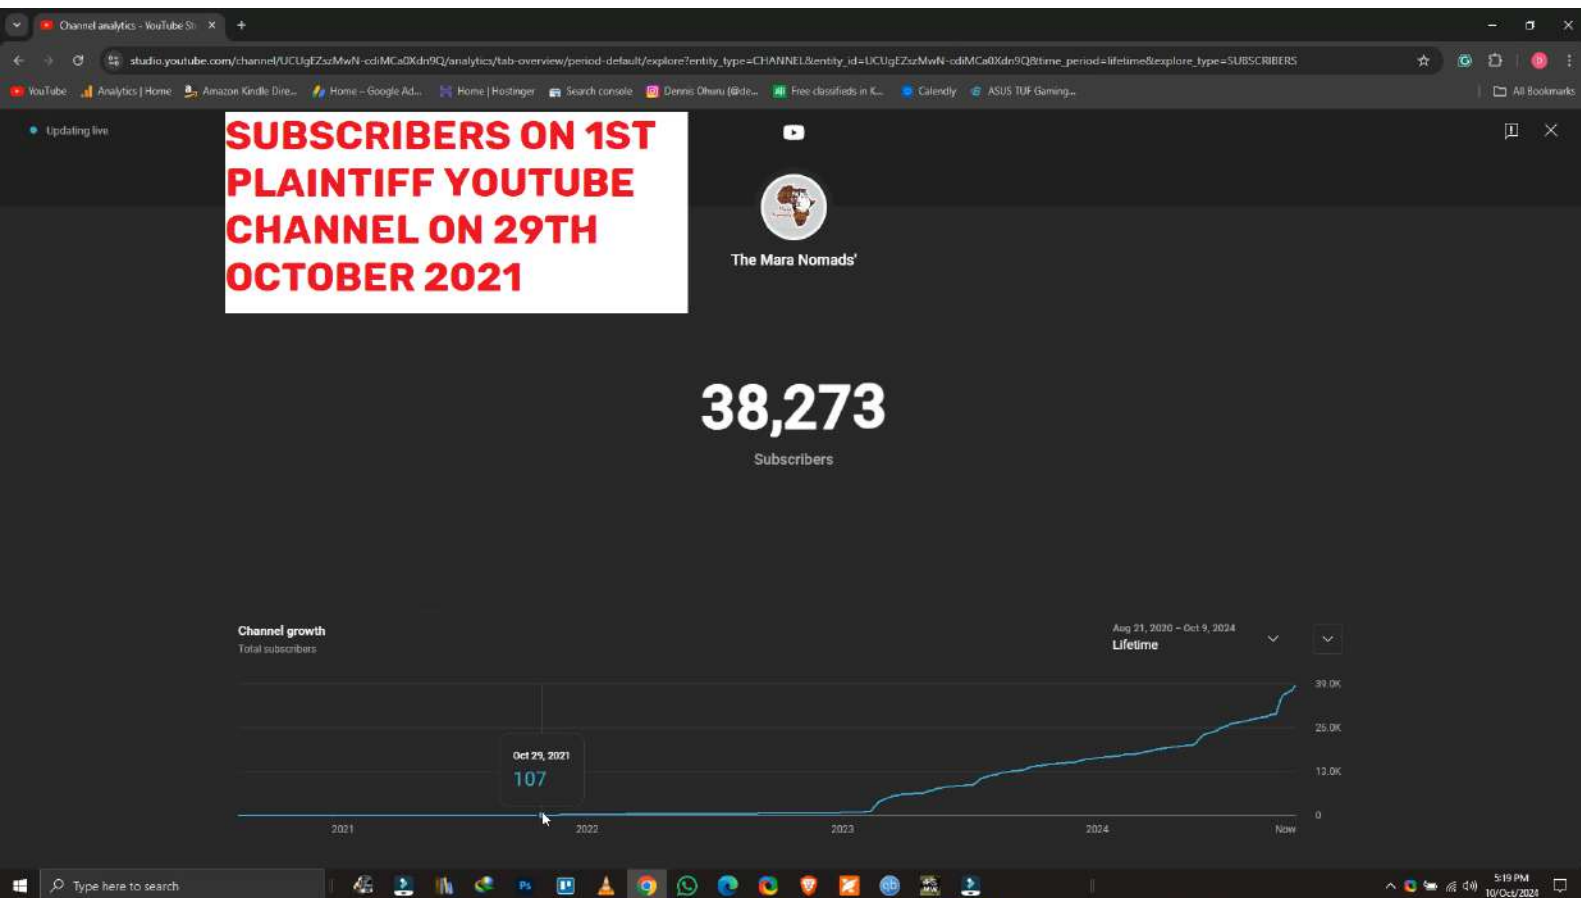 Channel analytics - YouTube St
studio.youtube.com/channel/UCUgEZszMwN-cdiMCa0Xdn9Q/analytics/tab-overview/period-default/explore?entity_type=CHANNEL&entity_id=UCUgEZszMwN-cdiMCa0Xdn9Q&time_period=lifetime&explore_type=SUBSCRIBERS
YouTube Analytics | Home Amazon Kindle Dire... Home – Google Ad... Home | Hostinger Search console Dennis Ohuru (@de... Free classifieds in K... Calendly ASUS TUF Gaming... All Bookmarks
Updating live
SUBSCRIBERS ON 1ST
PLAINTIFF YOUTUBE
CHANNEL ON 29TH
OCTOBER 2021
The Mara Nomads'
38,273
Subscribers
Channel growth
Total subscribers
Aug 21, 2020 – Oct 9, 2024
Lifetime
39.0K
26.0K
13.0K
0
Oct 29, 2021
107
2021 2022 2023 2024 Now
Type here to search
Ps
qb
5:19 PM
10/Oct/2024